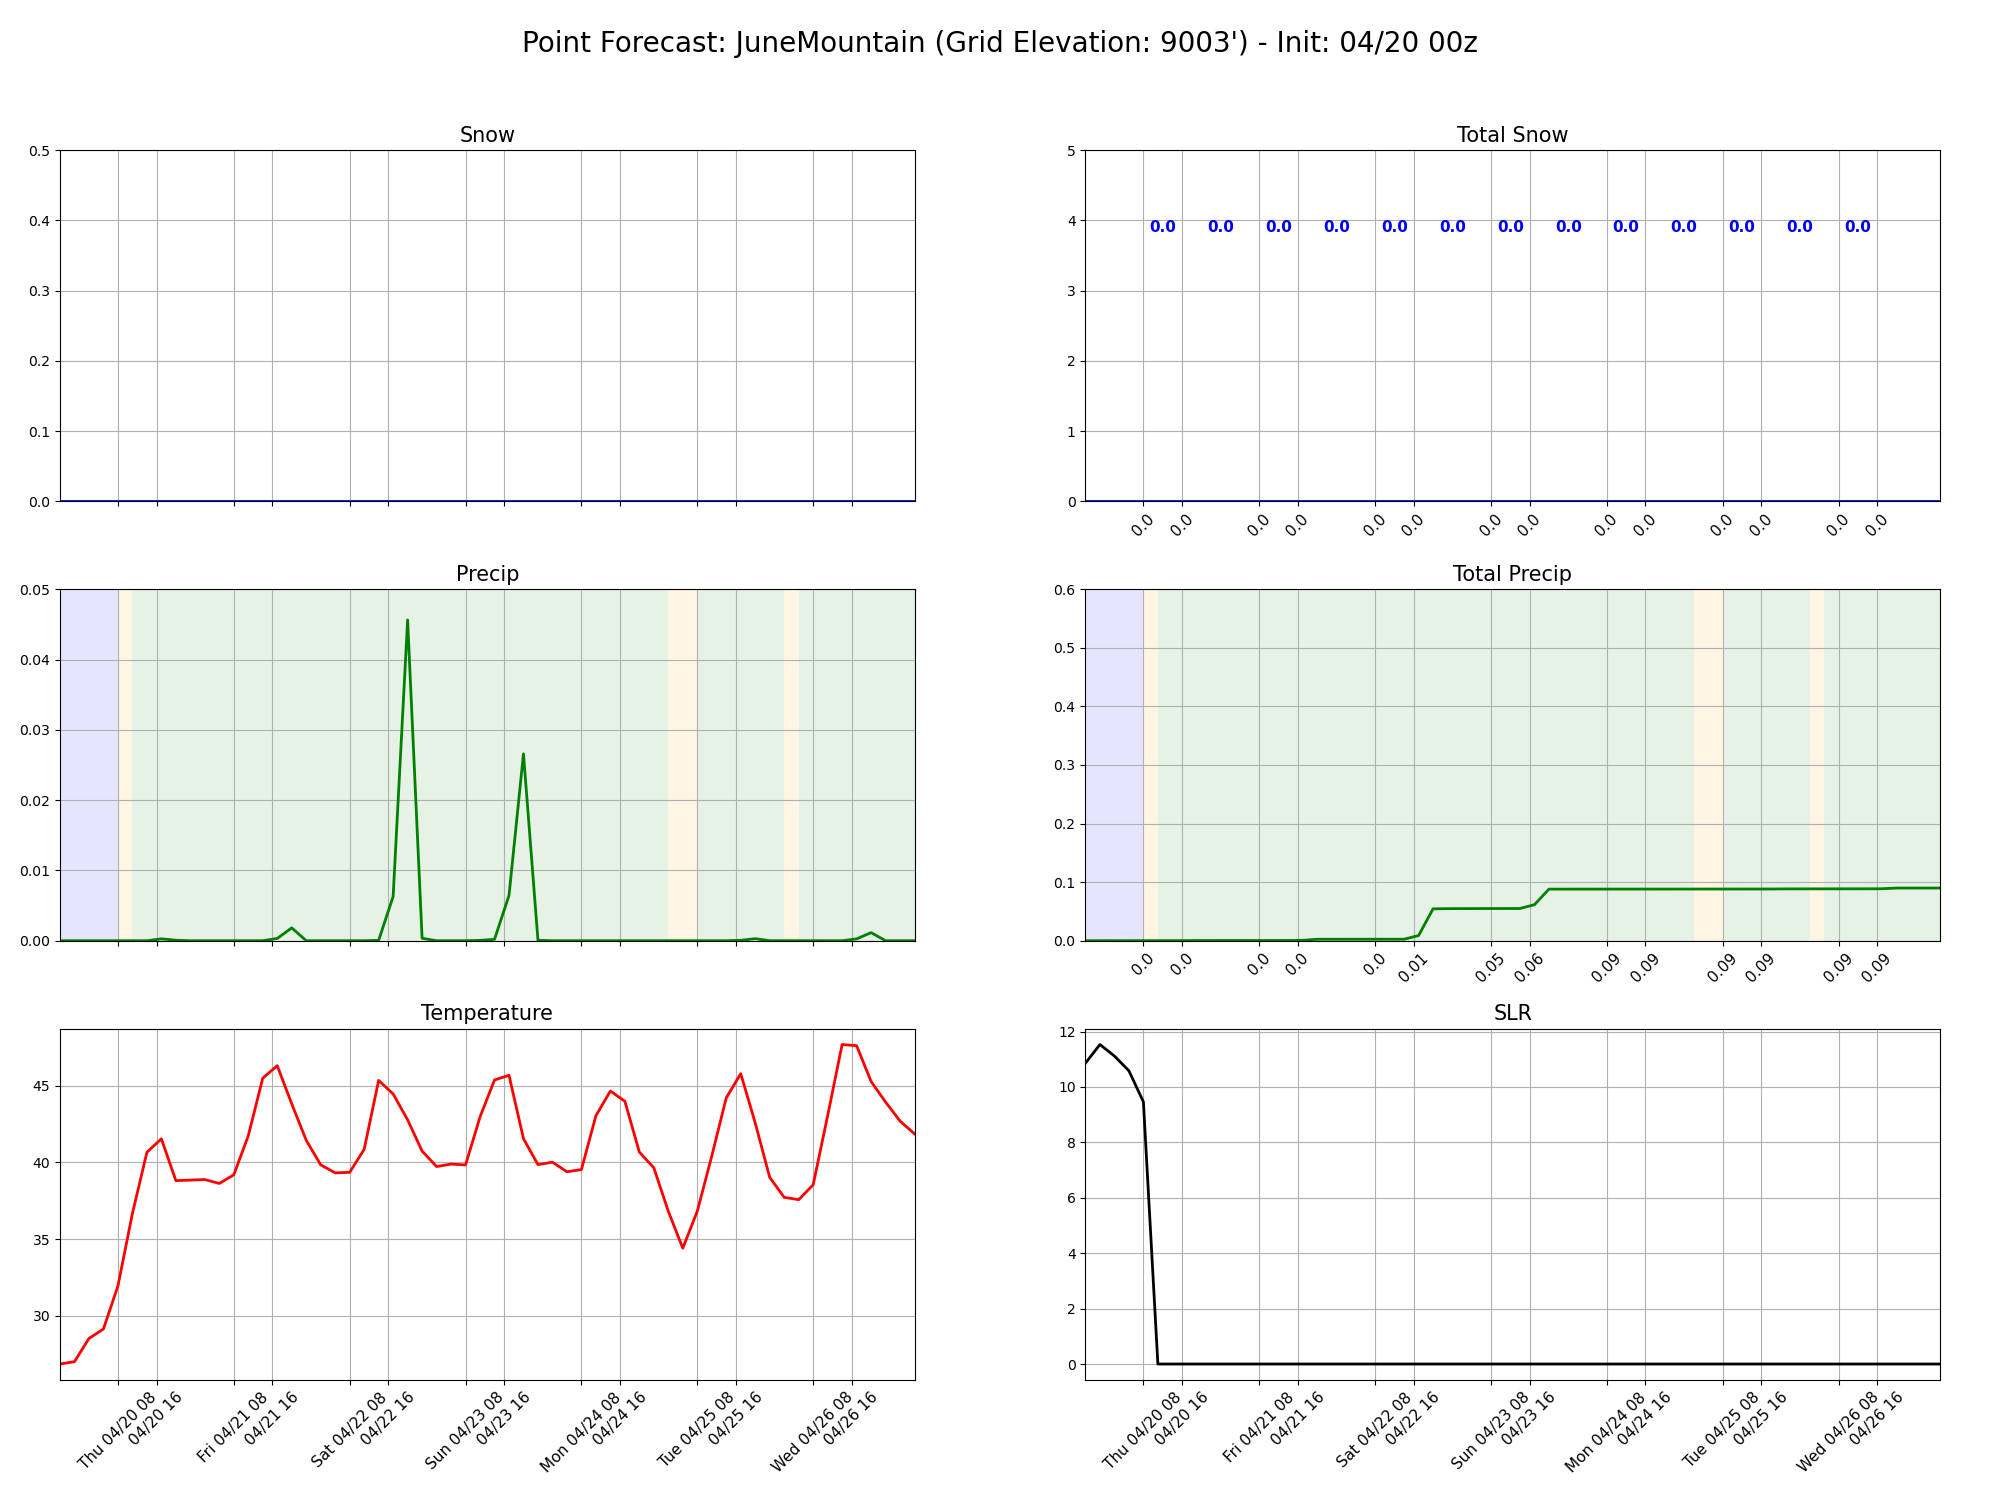 Point Forecast: JuneMountain (Grid Elevation: 9003') - Init: 04/20 00z
Snow
0.5
0.4
0.3
0.2
0.1
0.0
Total Snow
5
4
3
2
1
0
0.0 0.0 0.0 0.0 0.0 0.0 0.0 0.0 0.0 0.0 0.0 0.0 0.0
0.0 0.0 0.0 0.0 0.0 0.0 0.0 0.0 0.0 0.0 0.0 0.0 0.0 0.0
Precip
0.05
0.04
0.03
0.02
0.01
0.00
Total Precip
0.6
0.5
0.4
0.3
0.2
0.1
0.0
0.0 0.0 0.0 0.0 0.0 0.01 0.05 0.06 0.09 0.09 0.09 0.09 0.09 0.09
Temperature
45
40
35
30
Thu 04/20 08
04/20 16
Fri 04/21 08
04/21 16
Sat 04/22 08
04/22 16
Sun 04/23 08
04/23 16
Mon 04/24 08
04/24 16
Tue 04/25 08
04/25 16
Wed 04/26 08
04/26 16
SLR
12
10
8
6
4
2
0
Thu 04/20 08
04/20 16
Fri 04/21 08
04/21 16
Sat 04/22 08
04/22 16
Sun 04/23 08
04/23 16
Mon 04/24 08
04/24 16
Tue 04/25 08
04/25 16
Wed 04/26 08
04/26 16